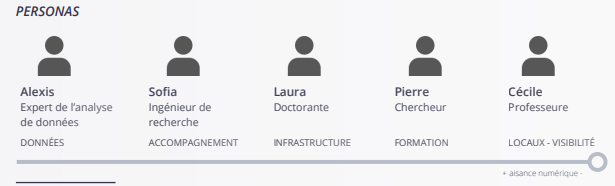 PERSONAS
Alexis
Expert de l'analyse
de données
DONNÉES
Sofia
Ingénieur de
recherche
ACCOMPAGNEMENT
Laura
Doctorante
INFRASTRUCTURE
Pierre
Chercheur
FORMATION
Cécile
Professeure
LOCAUX - VISIBILITÉ
+ aisance numérique -